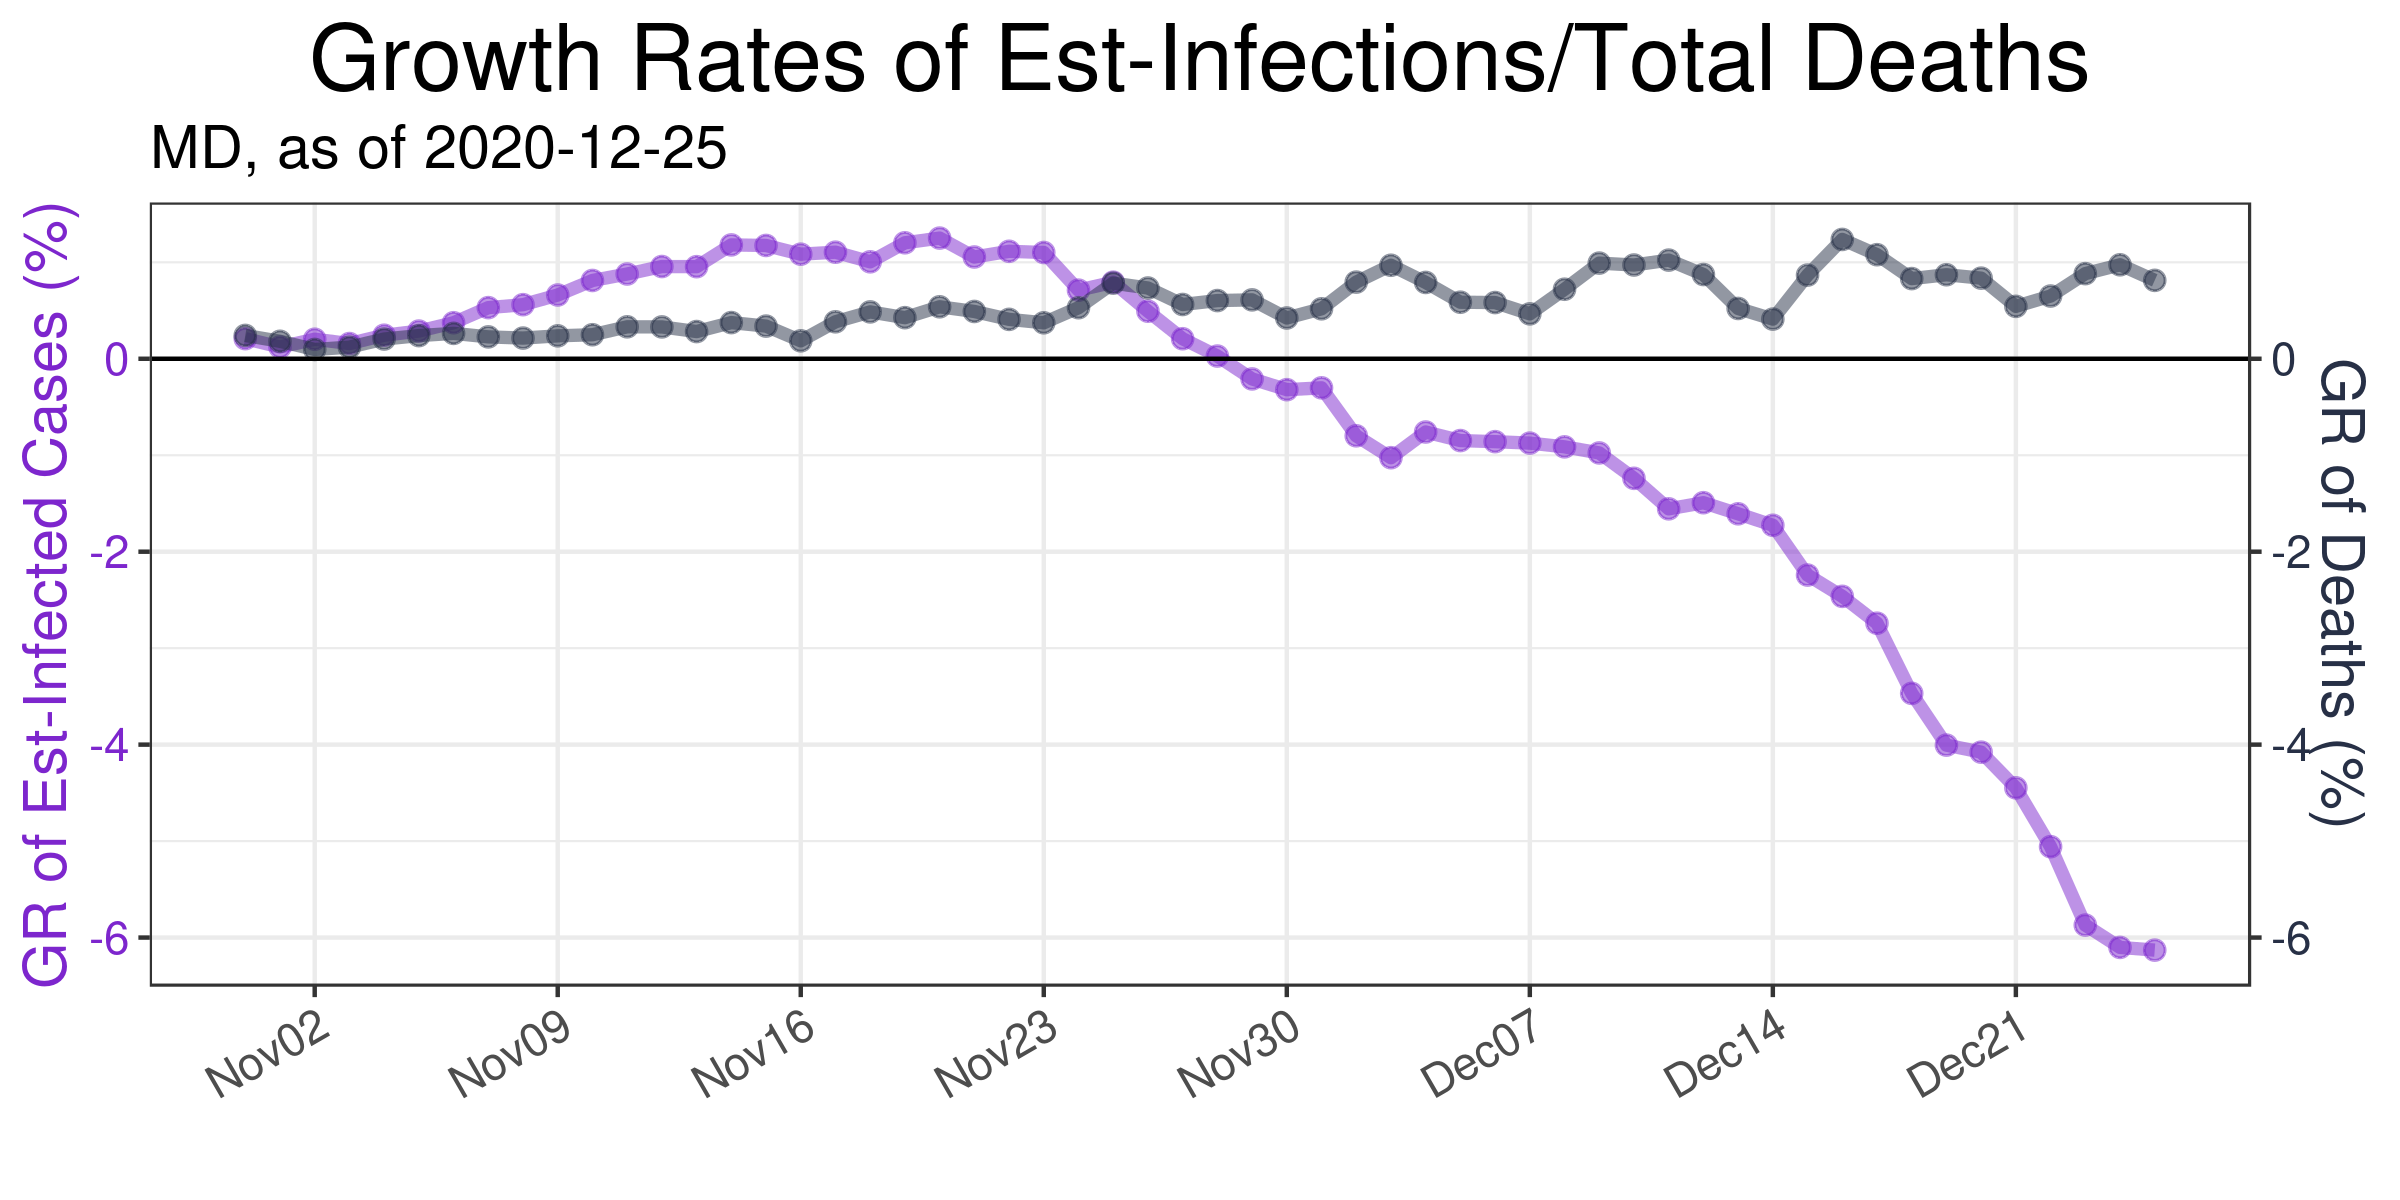 Growth Rates of Est-Infections/Total Deaths
MD, as of 2020-12-25
GR of Est-Infected Cases (%)
0
-2
-4
-6
0
-2
-4
-6
GR of Deaths (%)
Nov02
Nov09
Nov16
Nov23
Nov30
Dec07
Dec14
Dec21